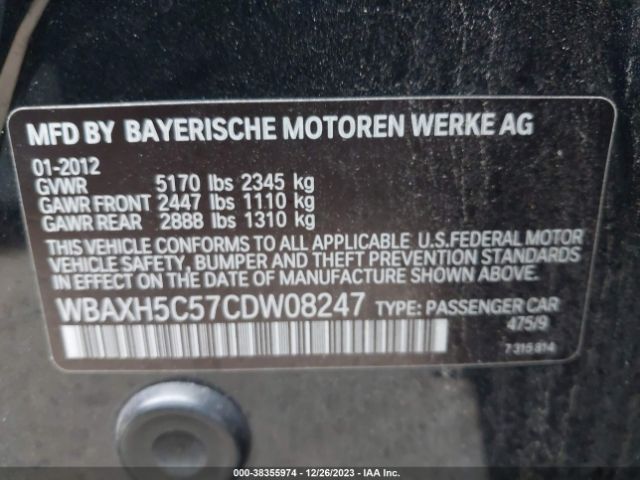 MFD BY BAYERISCHE MOTOREN WERKE AG
01-2012
GVWR 5170 lbs 2345 kg
GAWR FRONT 2447 lbs 1110 kg
GAWR REAR 2888 lbs 1310 kg
THIS VEHICLE CONFORMS TO ALL APPLICABLE U.S.FEDERAL MOTOR
VEHICLE SAFETY, BUMPER AND THEFT PREVENTION STANDARDS
IN EFFECT ON THE DATE OF MANUFACTURE SHOWN ABOVE.
WBAXH5C57CDW08247 TYPE: PASSENGER CAR
475/9
7 315 814
000-38355974 - 12/26/2023 - IAA Inc.